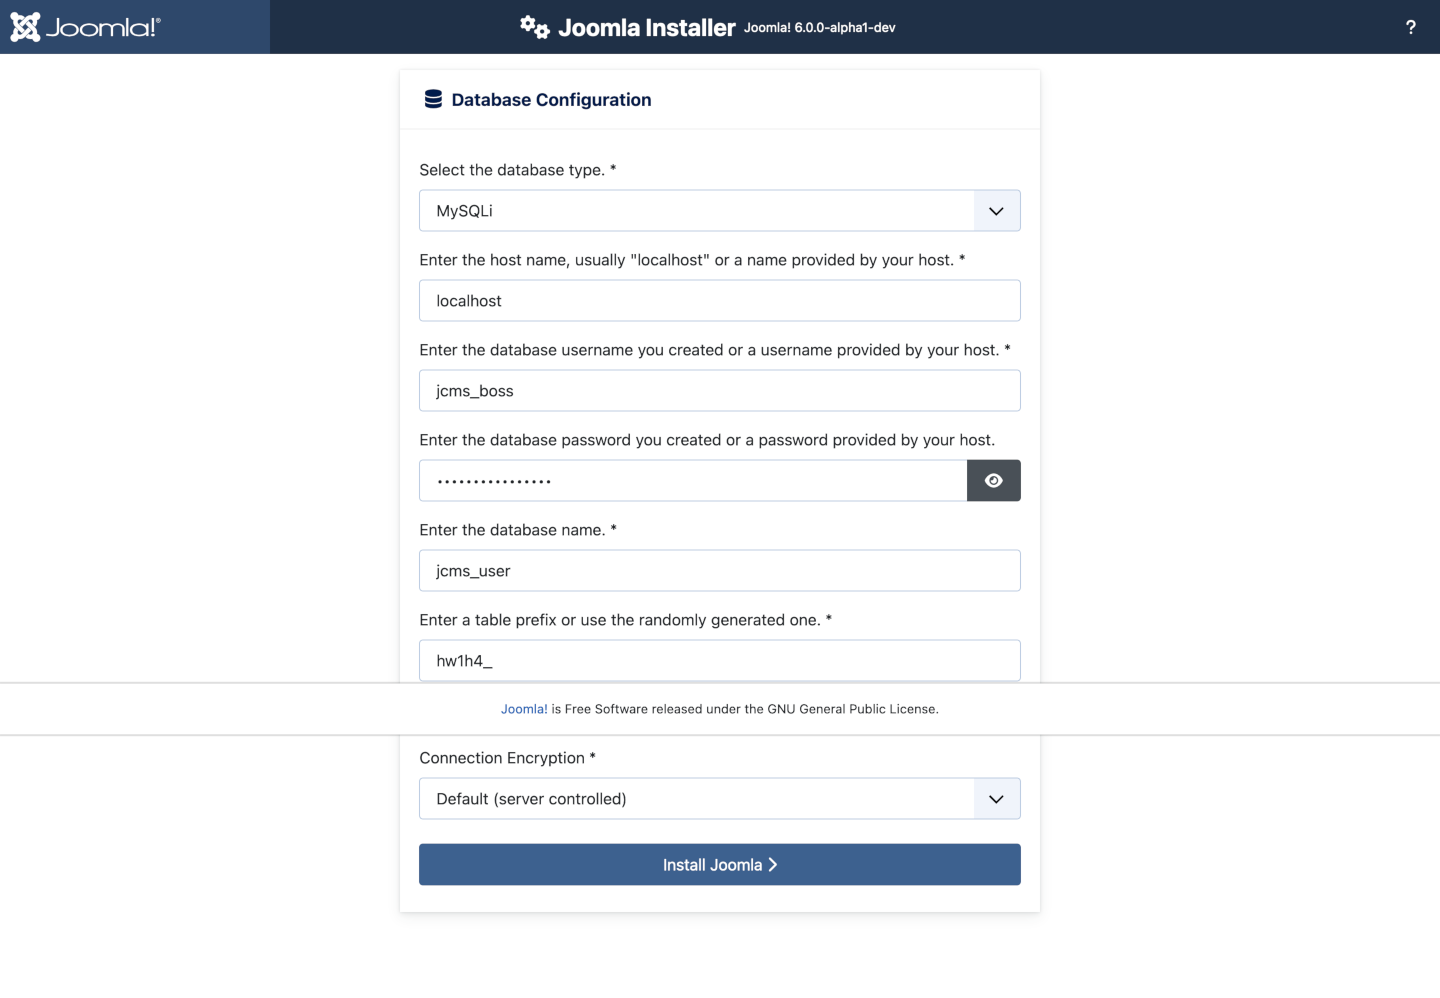 Joomla!®
Joomla Installer Joomla! 6.0.0-alpha1-dev
?
Database Configuration
Select the database type. *
MySQLi
Enter the host name, usually "localhost" or a name provided by your host. *
localhost
Enter the database username you created or a username provided by your host. *
jcms_boss
Enter the database password you created or a password provided by your host.
••••••••••••••••
Enter the database name. *
jcms_user
Enter a table prefix or use the randomly generated one. *
hw1h4_
Joomla! is Free Software released under the GNU General Public License.
Connection Encryption *
Default (server controlled)
Install Joomla